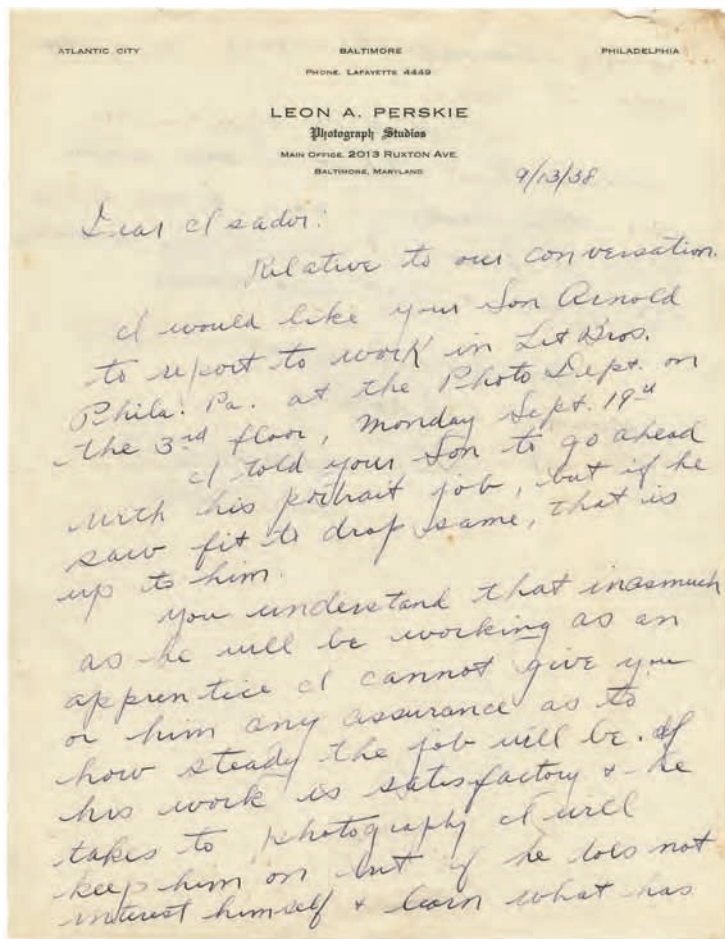 ATLANTIC CITY BALTIMORE PHILADELPHIA
PHONE, LAFAYETTE 4449
LEON A. PERSKIE
Photograph Studios
MAIN OFFICE, 2013 RUXTON AVE.
BALTIMORE, MARYLAND
9/13/38
Dear Isador:
Relative to our conversation.
I would like your Son Arnold
to report to work in Lit Bros.
Phila. Pa. at the Photo Dept. on
the 3rd floor, Monday Sept. 19th
I told your Son to go ahead
with his portrait job, but if he
saw fit to drop same, that is
up to him.
You understand that inasmuch
as he will be working as an
apprentice I cannot give you
or him any assurance as to
how steady the job will be. If
his work is satisfactory & he
takes to photography I will
keep him on but if he does not
interest himself & learn what has